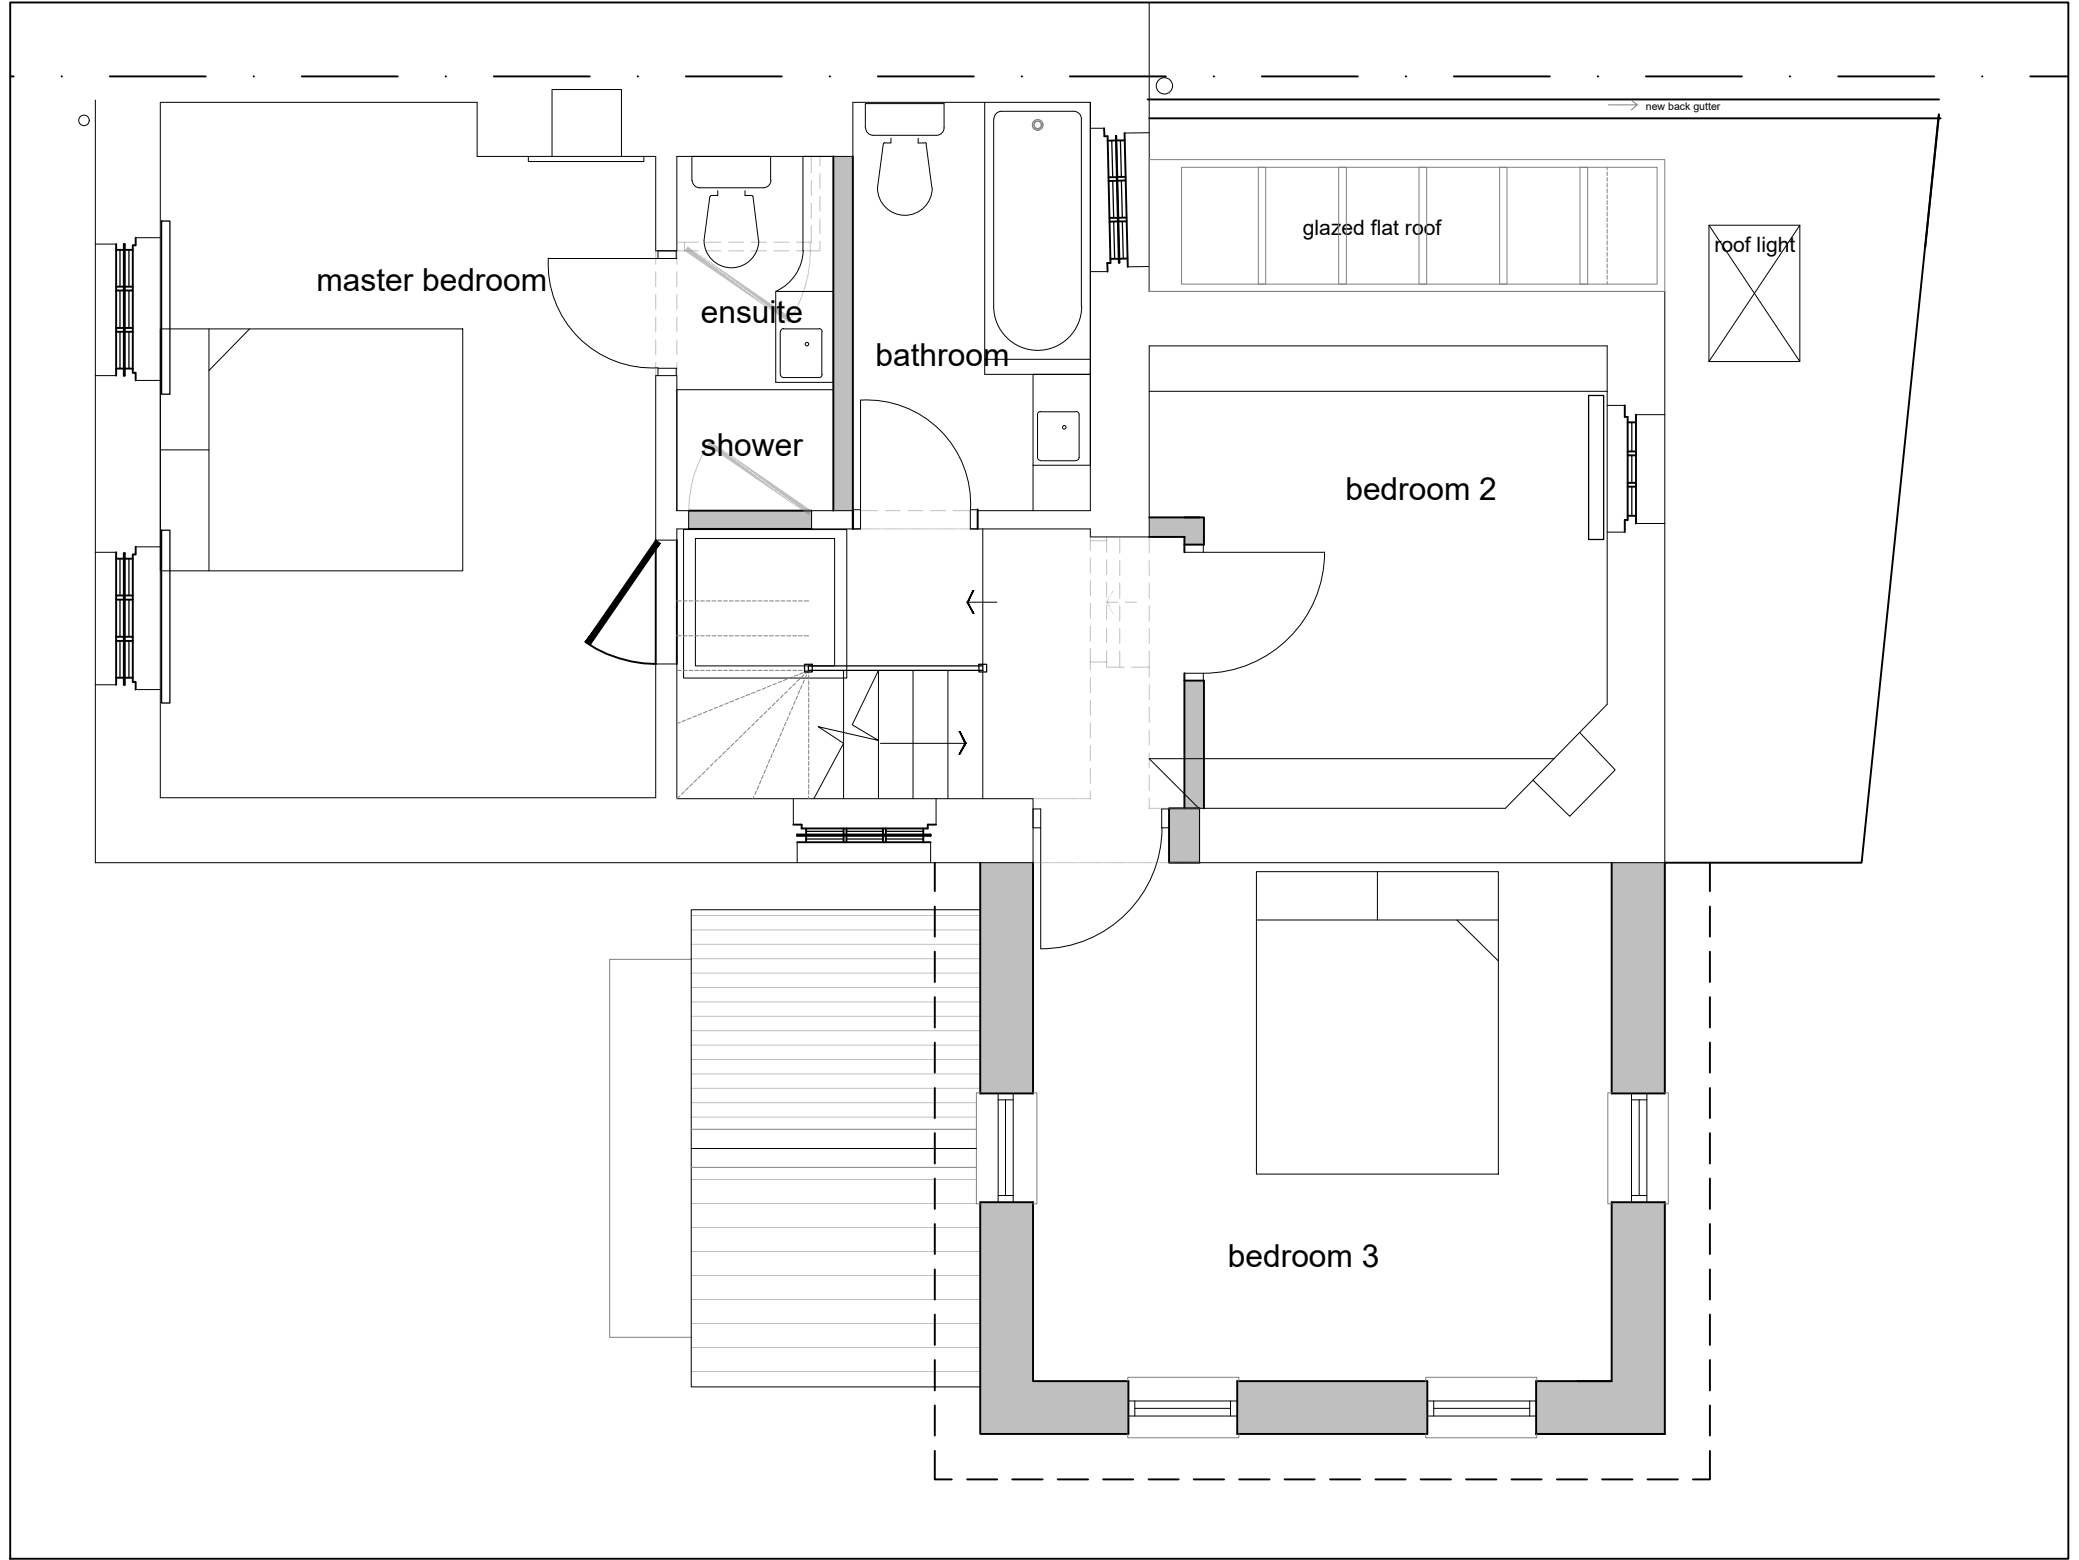 new back gutter
glazed flat roof
roof light
master bedroom
ensuite
bathroom
shower
bedroom 2
bedroom 3